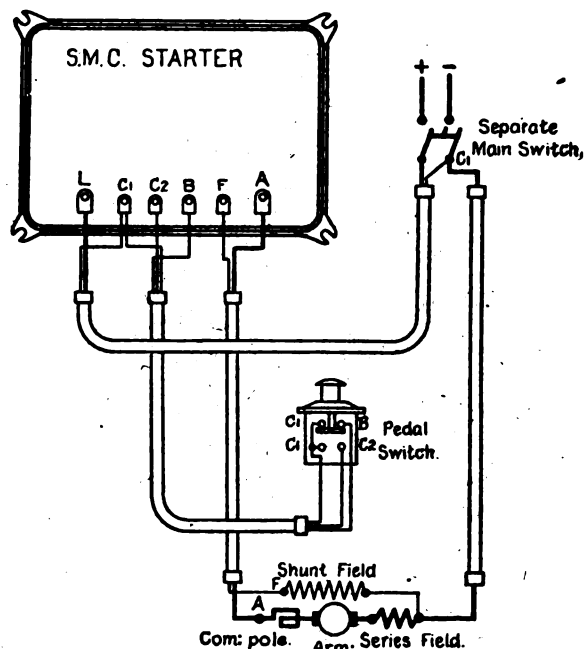 S.M.C. STARTER
+ -
Separate
Main Switch,
C1
L C1 C2 B F A
C1 B
Pedal
Switch.
C1 C2
Shunt Field
F
A
Com: pole. Arm: Series Field.